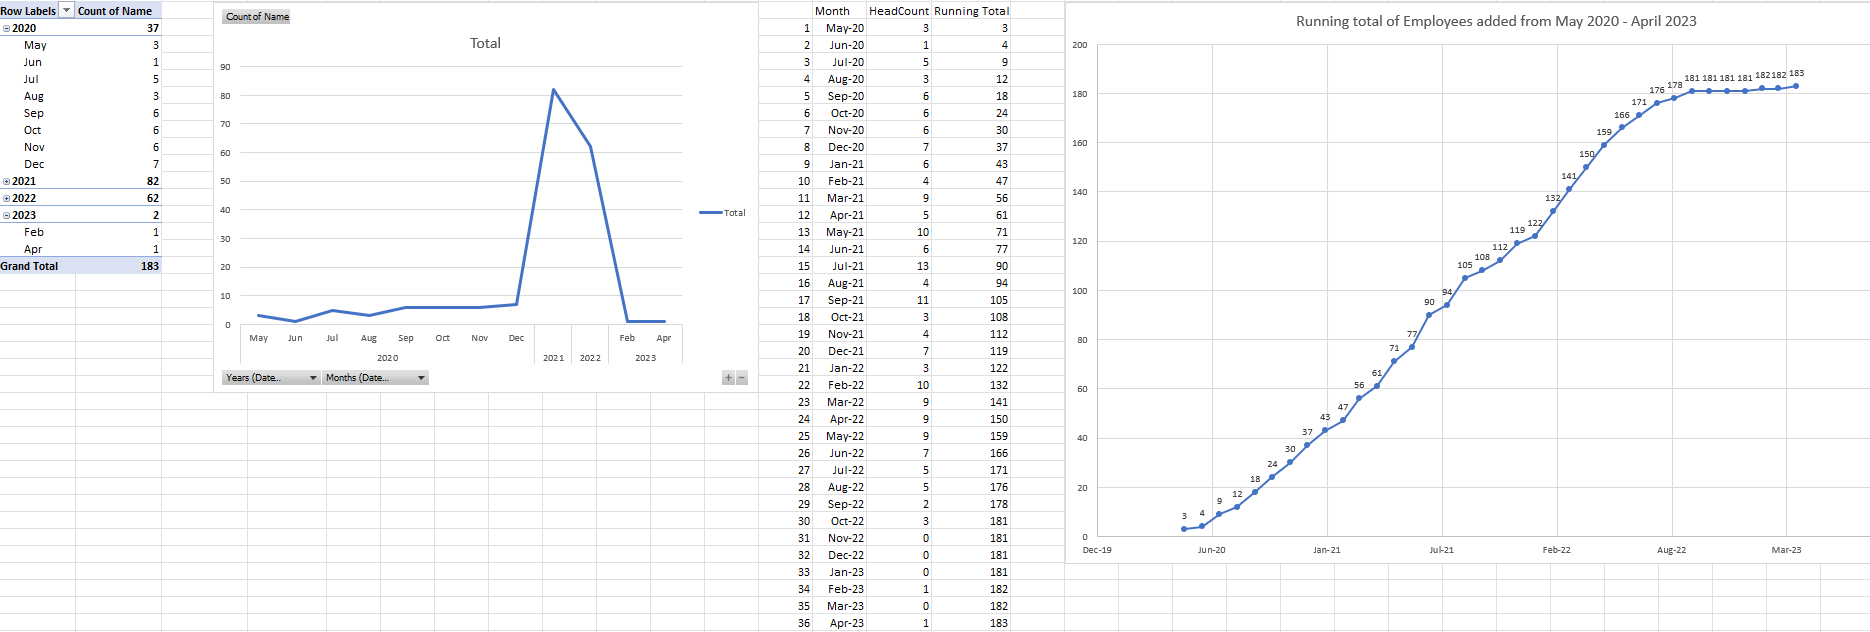 Row Labels Count of Name
2020 37
May 3
Jun 1
Jul 5
Aug 3
Sep 6
Oct 6
Nov 6
Dec 7
2021 82
2022 62
2023 2
Feb 1
Apr 1
Grand Total 183
Count of Name
Total
90
80
70
60
50
40
30
20
10
0
May Jun Jul Aug Sep Oct Nov Dec Feb Apr
2020 2021 2022 2023
Total
Years (Date... Months (Date...
+ −
Month HeadCount Running Total
1 May-20 3 3
2 Jun-20 1 4
3 Jul-20 5 9
4 Aug-20 3 12
5 Sep-20 6 18
6 Oct-20 6 24
7 Nov-20 6 30
8 Dec-20 7 37
9 Jan-21 6 43
10 Feb-21 4 47
11 Mar-21 9 56
12 Apr-21 5 61
13 May-21 10 71
14 Jun-21 6 77
15 Jul-21 13 90
16 Aug-21 4 94
17 Sep-21 11 105
18 Oct-21 3 108
19 Nov-21 4 112
20 Dec-21 7 119
21 Jan-22 3 122
22 Feb-22 10 132
23 Mar-22 9 141
24 Apr-22 9 150
25 May-22 9 159
26 Jun-22 7 166
27 Jul-22 5 171
28 Aug-22 5 176
29 Sep-22 2 178
30 Oct-22 3 181
31 Nov-22 0 181
32 Dec-22 0 181
33 Jan-23 0 181
34 Feb-23 1 182
35 Mar-23 0 182
36 Apr-23 1 183
Running total of Employees added from May 2020 - April 2023
200
180
160
140
120
100
80
60
40
20
0
3 4 9 12 18 24 30 37 43 47 56 61 71 77 90 94 105 108 112 119 122 132 141 150 159 166 171 176 178 181 181 181 181 182 182 183
Dec-19 Jun-20 Jan-21 Jul-21 Feb-22 Aug-22 Mar-23